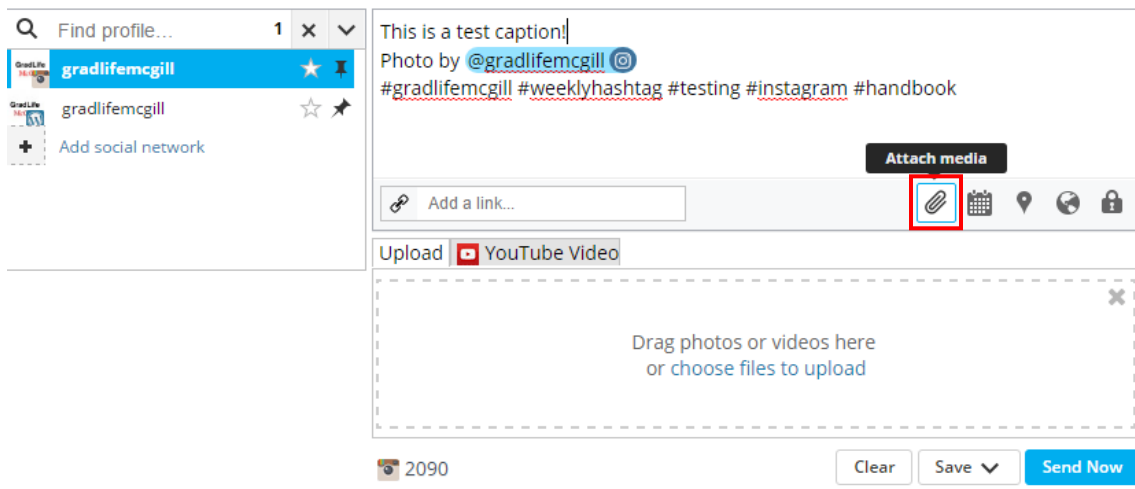 Find profile... 1
GradLife
gradlifemcgill
GradLife
gradlifemcgill
Add social network
This is a test caption!
Photo by @gradlifemcgill
#gradlifemcgill #weeklyhashtag #testing #instagram #handbook
Attach media
Add a link...
Upload YouTube Video
Drag photos or videos here
or choose files to upload
2090
Clear Save Send Now